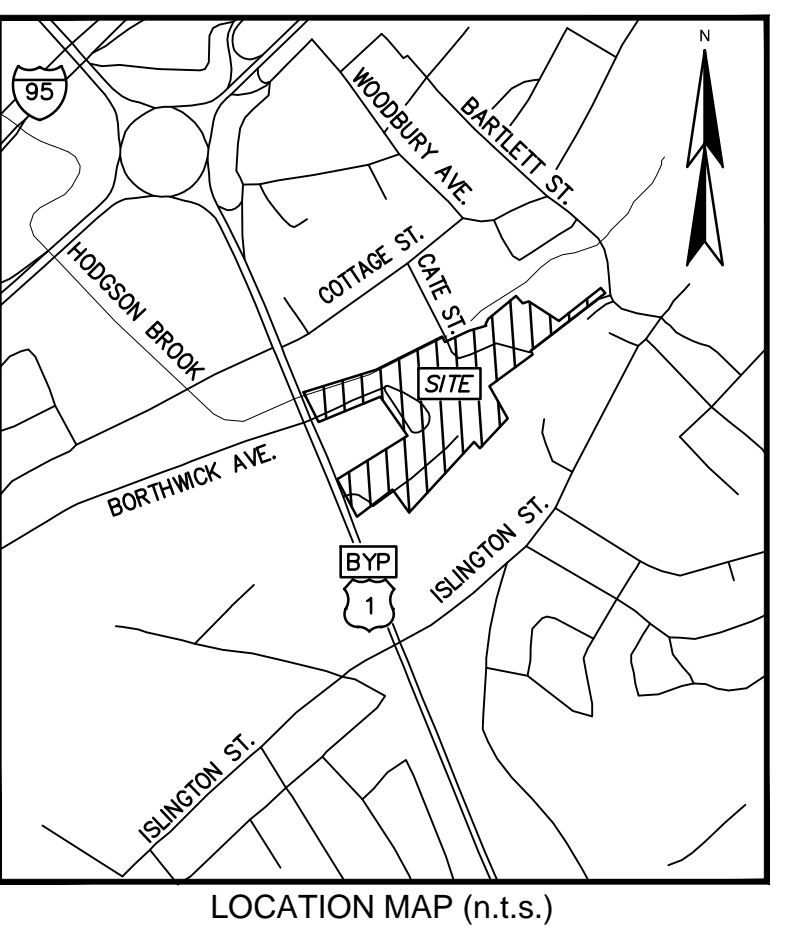 N
95
WOODBURY AVE.
BARTLETT ST.
HODGSON BROOK
COTTAGE ST.
CATE ST.
SITE
BORTHWICK AVE.
ISLINGTON ST.
BYP
1
ISLINGTON ST.
LOCATION MAP (n.t.s.)